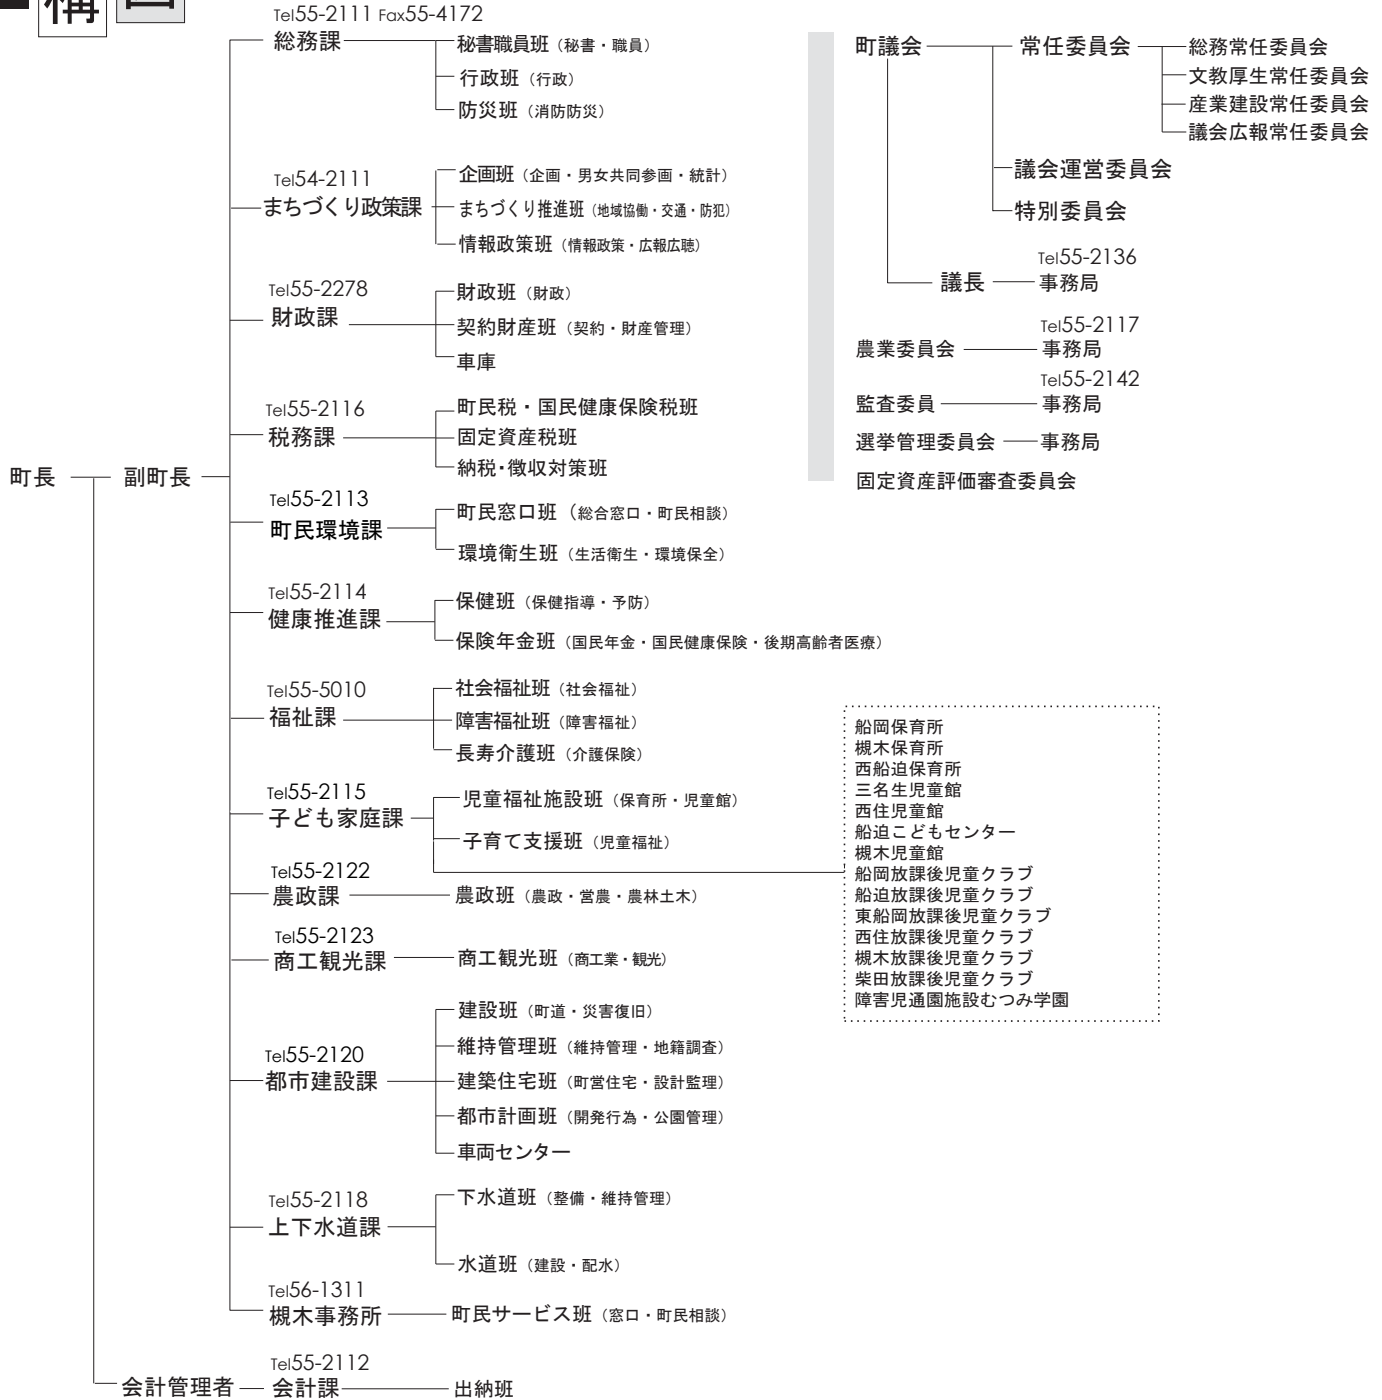 構図
Tel55-2111 Fax55-4172
総務課
秘書職員班（秘書・職員）
行政班（行政）
防災班（消防防災）
Tel54-2111
まちづくり政策課
企画班（企画・男女共同参画・統計）
まちづくり推進班（地域協働・交通・防犯）
情報政策班（情報政策・広報広聴）
Tel55-2278
財政課
財政班（財政）
契約財産班（契約・財産管理）
車庫
Tel55-2116
税務課
町民税・国民健康保険税班
固定資産税班
納税・徴収対策班
町長
副町長
Tel55-2113
町民環境課
町民窓口班（総合窓口・町民相談）
環境衛生班（生活衛生・環境保全）
Tel55-2114
健康推進課
保健班（保健指導・予防）
保険年金班（国民年金・国民健康保険・後期高齢者医療）
Tel55-5010
福祉課
社会福祉班（社会福祉）
障害福祉班（障害福祉）
長寿介護班（介護保険）
Tel55-2115
子ども家庭課
児童福祉施設班（保育所・児童館）
子育て支援班（児童福祉）
Tel55-2122
農政課
農政班（農政・営農・農林土木）
Tel55-2123
商工観光課
商工観光班（商工業・観光）
Tel55-2120
都市建設課
建設班（町道・災害復旧）
維持管理班（維持管理・地籍調査）
建築住宅班（町営住宅・設計監理）
都市計画班（開発行為・公園管理）
車両センター
Tel55-2118
上下水道課
下水道班（整備・維持管理）
水道班（建設・配水）
Tel56-1311
槻木事務所
町民サービス班（窓口・町民相談）
Tel55-2112
会計管理者
会計課
出納班
町議会
常任委員会
総務常任委員会
文教厚生常任委員会
産業建設常任委員会
議会広報常任委員会
議会運営委員会
特別委員会
Tel55-2136
議長
事務局
Tel55-2117
農業委員会
事務局
Tel55-2142
監査委員
事務局
選挙管理委員会
事務局
固定資産評価審査委員会
船岡保育所
槻木保育所
西船迫保育所
三名生児童館
西住児童館
船迫こどもセンター
槻木児童館
船岡放課後児童クラブ
船迫放課後児童クラブ
東船岡放課後児童クラブ
西住放課後児童クラブ
槻木放課後児童クラブ
柴田放課後児童クラブ
障害児通園施設むつみ学園